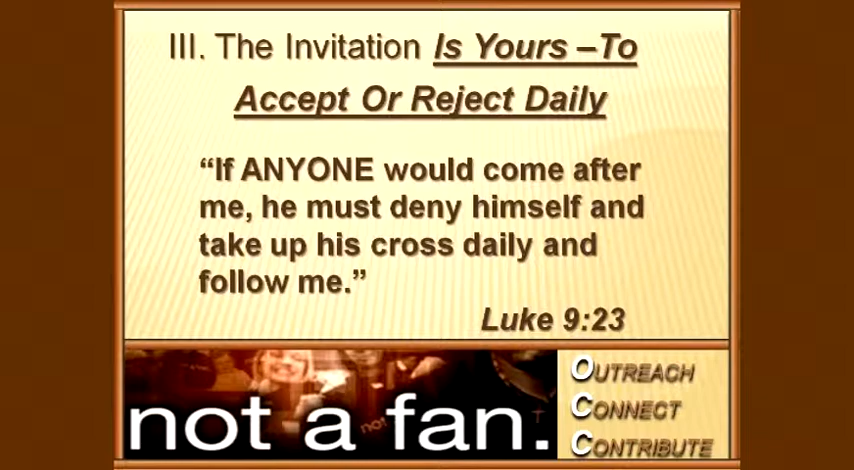 III. The Invitation Is Yours –To
Accept Or Reject Daily
“If ANYONE would come after
me, he must deny himself and
take up his cross daily and
follow me.”
Luke 9:23
not a fan.
not
OUTREACH
CONNECT
CONTRIBUTE